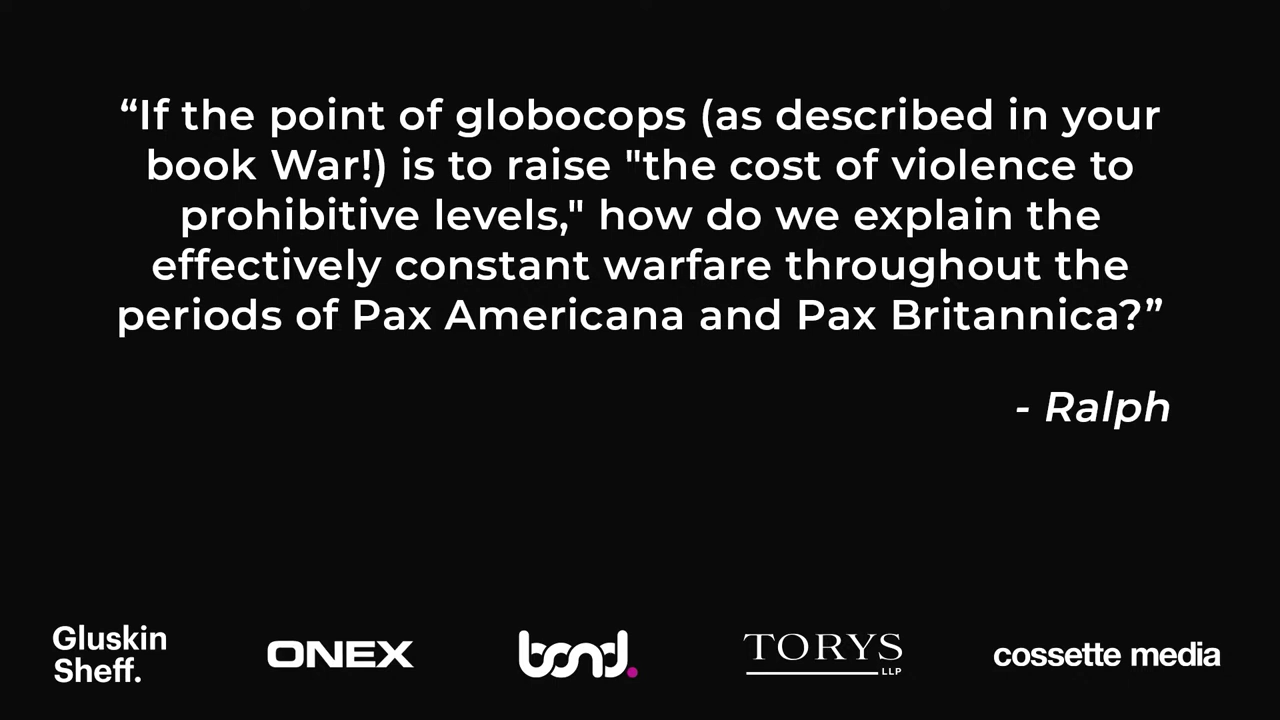 “If the point of globocops (as described in your
book War!) is to raise "the cost of violence to
prohibitive levels," how do we explain the
effectively constant warfare throughout the
periods of Pax Americana and Pax Britannica?”
- Ralph
Gluskin
Sheff.
ONEX
bond.
TORYS
LLP
cossette media